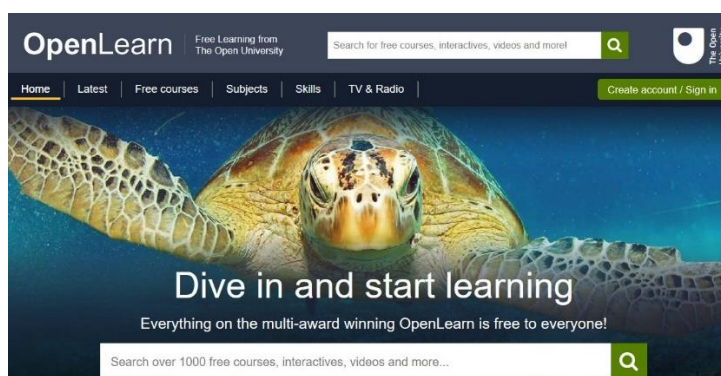 OpenLearn
Free Learning from
The Open University
Search for free courses, interactives, videos and more!
The Open
Home
Latest
Free courses
Subjects
Skills
TV & Radio
Create account / Sign in
Dive in and start learning
Everything on the multi-award winning OpenLearn is free to everyone!
Search over 1000 free courses, interactives, videos and more...